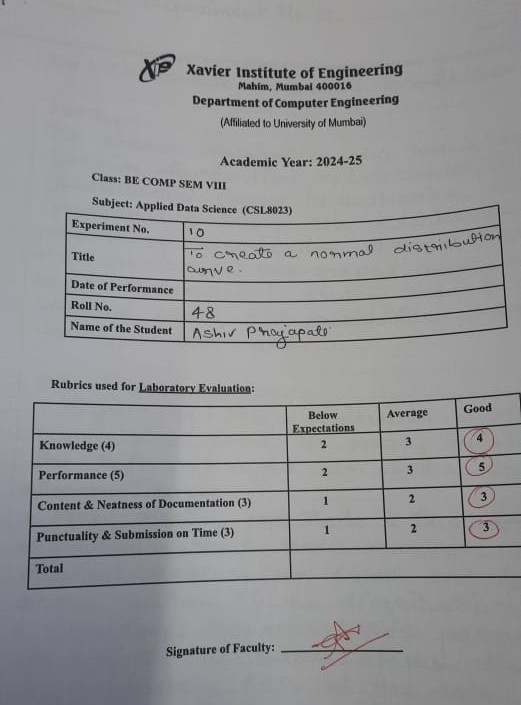 XIE Xavier Institute of Engineering
Mahim, Mumbai 400016
Department of Computer Engineering
(Affiliated to University of Mumbai)
Academic Year: 2024-25
Class: BE COMP SEM VIII
Subject: Applied Data Science (CSL8023)
Experiment No. 10
Title To create a normal distribution
curve.
Date of Performance
Roll No. 48
Name of the Student Ashiv Prajapati
Rubrics used for Laboratory Evaluation:
Below Expectations Average Good
Knowledge (4) 2 3 4
Performance (5) 2 3 5
Content & Neatness of Documentation (3) 1 2 3
Punctuality & Submission on Time (3) 1 2 3
Total
Signature of Faculty: